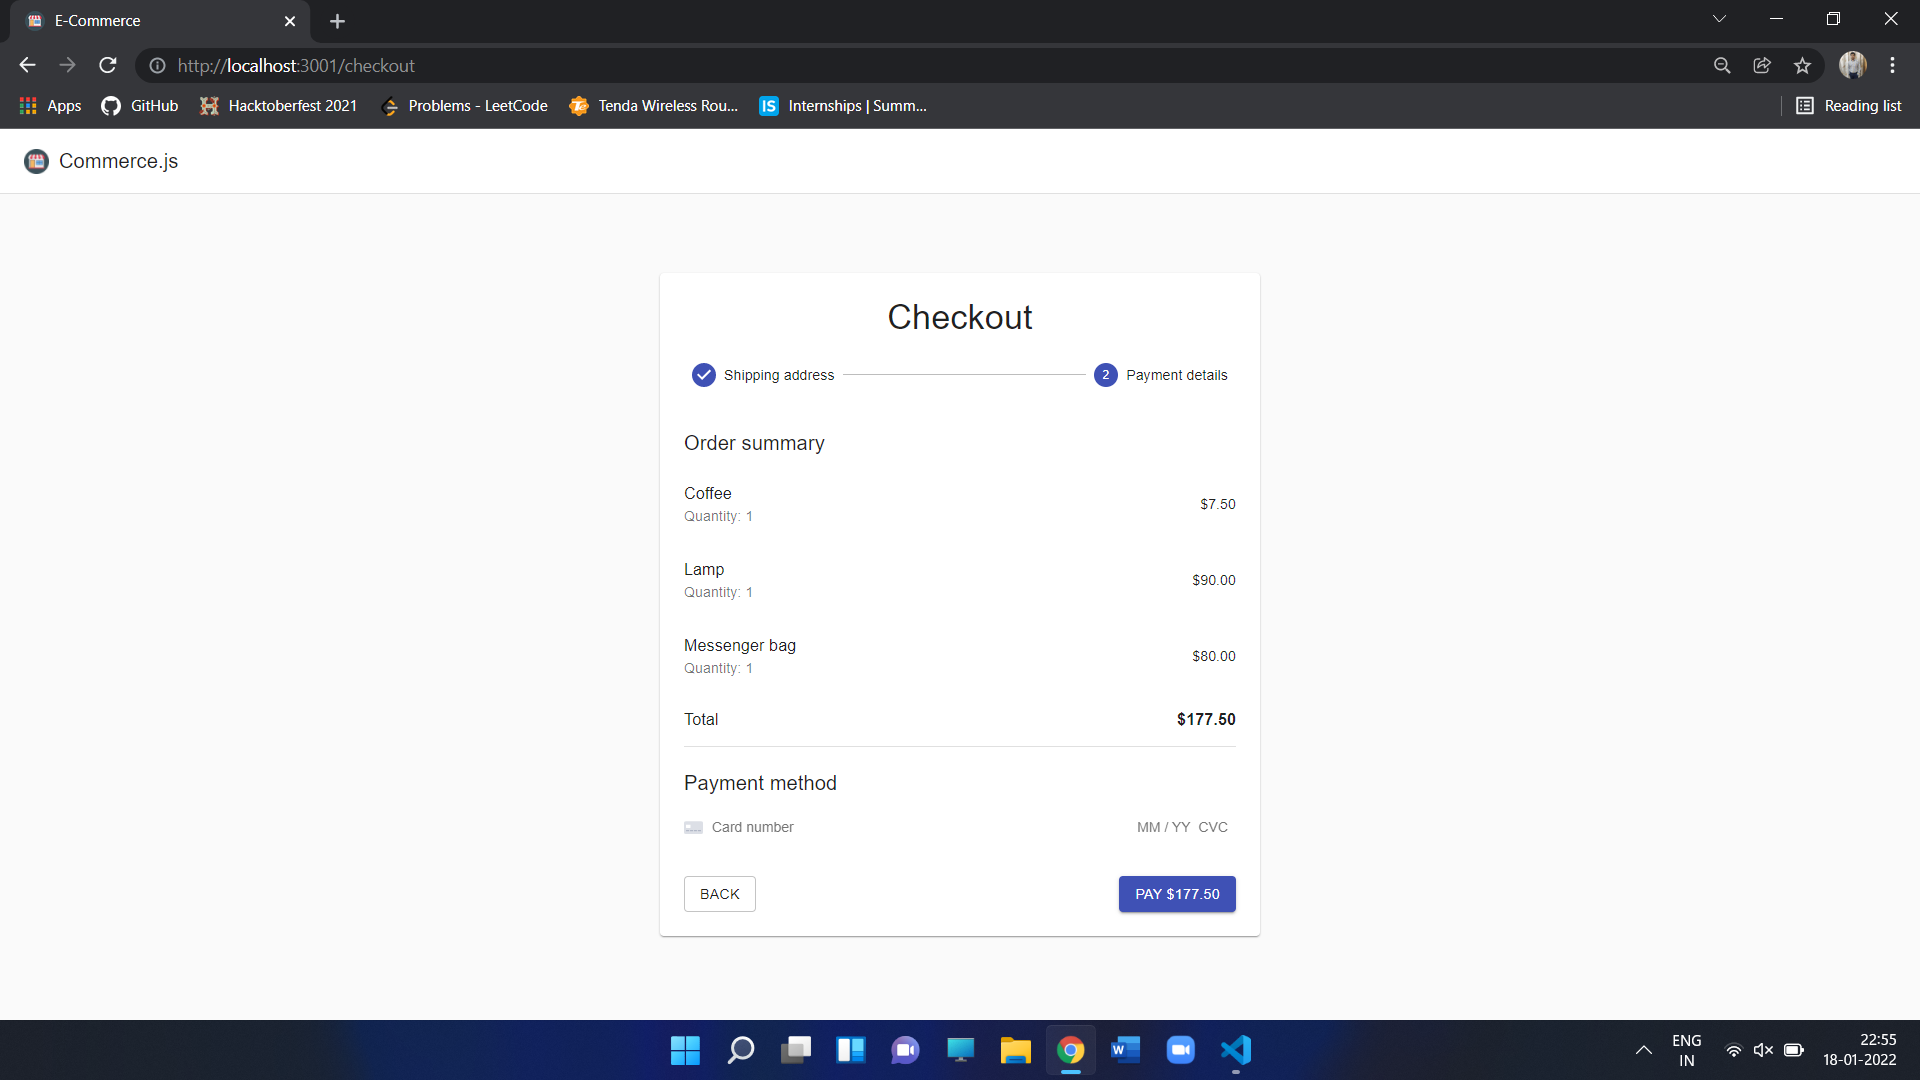 E-Commerce
http://localhost:3001/checkout
Apps
GitHub
Hacktoberfest 2021
Problems - LeetCode
Tenda Wireless Rou...
IS
Internships | Summ...
Reading list
Commerce.js
Checkout
Shipping address
2 Payment details
Order summary
Coffee
Quantity: 1
$7.50
Lamp
Quantity: 1
$90.00
Messenger bag
Quantity: 1
$80.00
Total
$177.50
Payment method
Card number
MM / YY CVC
BACK
PAY $177.50
W
ENG
IN
22:55
18-01-2022